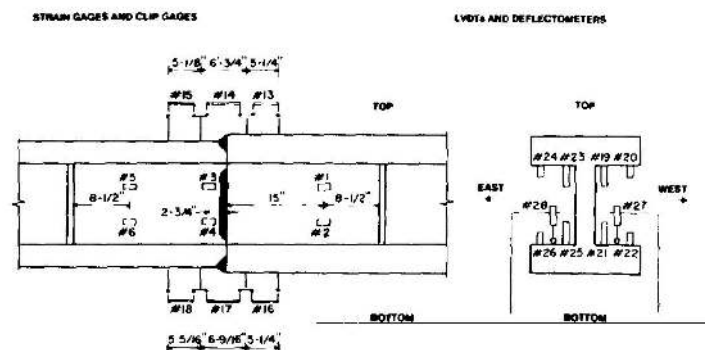 STRAIN GAGES AND CLIP GAGES
LVDTs AND DEFLECTOMETERS
5-1/8" 6'-3/4" 5-1/4"
#15 #14 #13
TOP
TOP
#5 #3 #1
#24 #23 #19 #20
8-1/2" 15" 8-1/2"
EAST WEST
2-3/4"
#28 #27
#6 #4 #2
#26 #25 #21 #22
#18 #17 #16
BOTTOM BOTTOM
5 5/16" 6-9/16" 5-1/4"